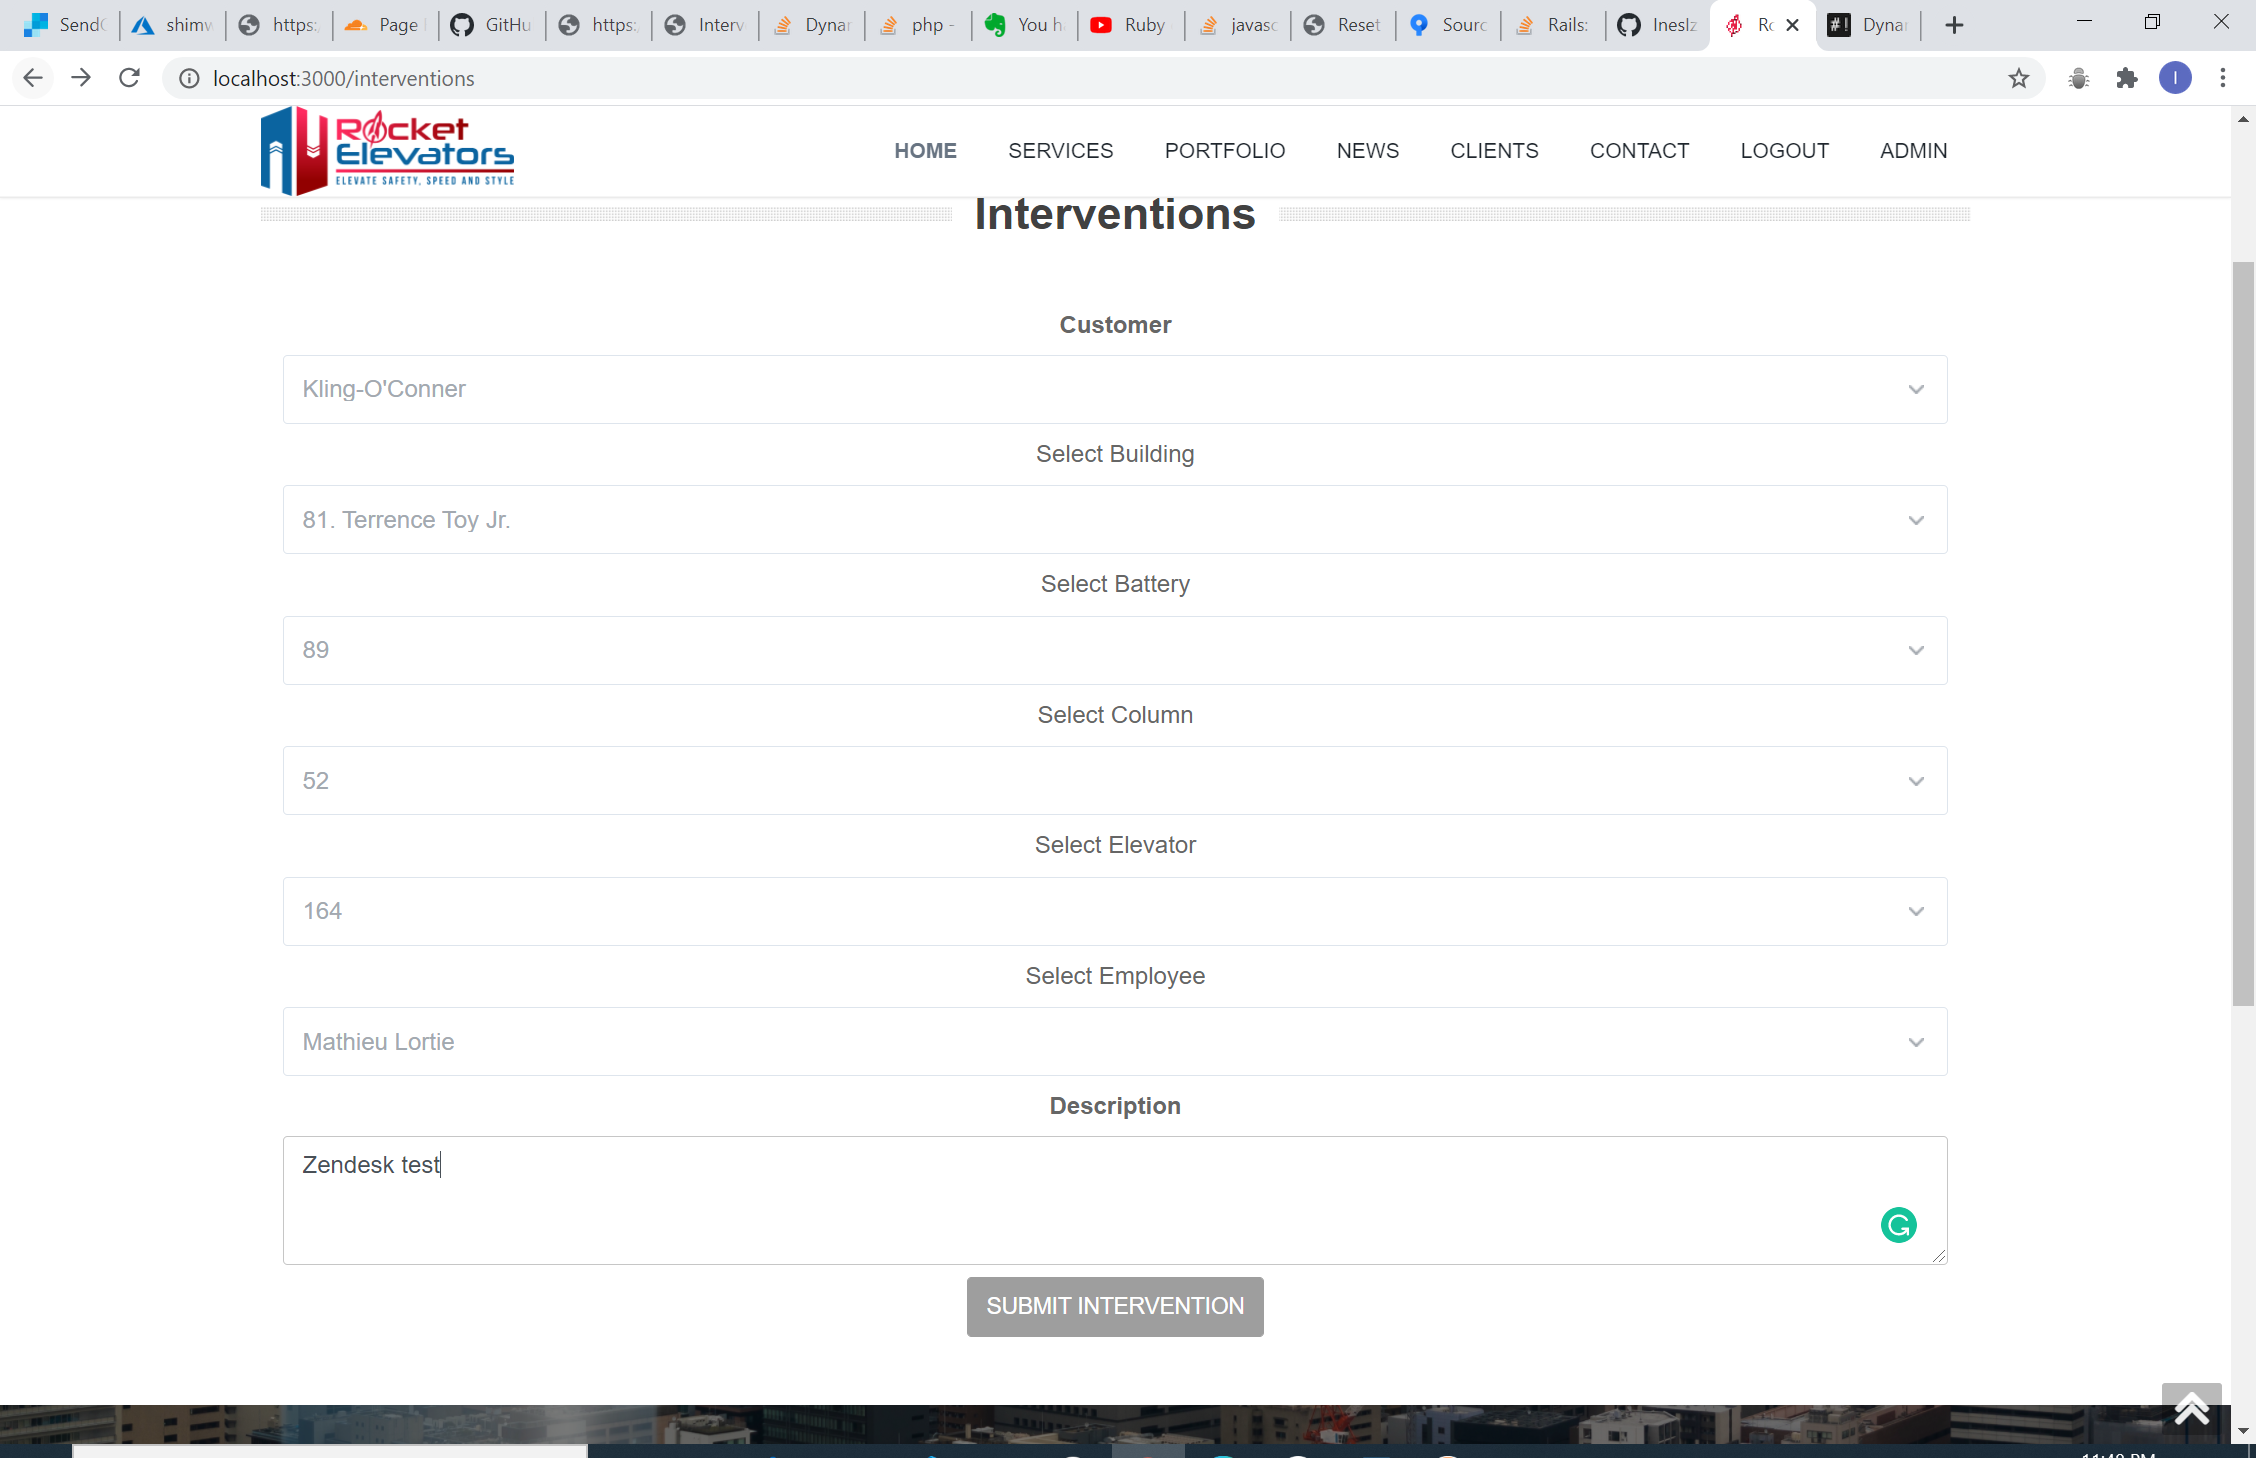 SendG shimw https: Page GitHu https: Interv Dynar php - You h Ruby javasc Reset Sourc Rails: InesIz Ro Dynar
localhost:3000/interventions
Rocket Elevators
ELEVATE SAFETY, SPEED AND STYLE
HOME SERVICES PORTFOLIO NEWS CLIENTS CONTACT LOGOUT ADMIN
Interventions
Customer
Kling-O'Conner
Select Building
81. Terrence Toy Jr.
Select Battery
89
Select Column
52
Select Elevator
164
Select Employee
Mathieu Lortie
Description
Zendesk test
SUBMIT INTERVENTION